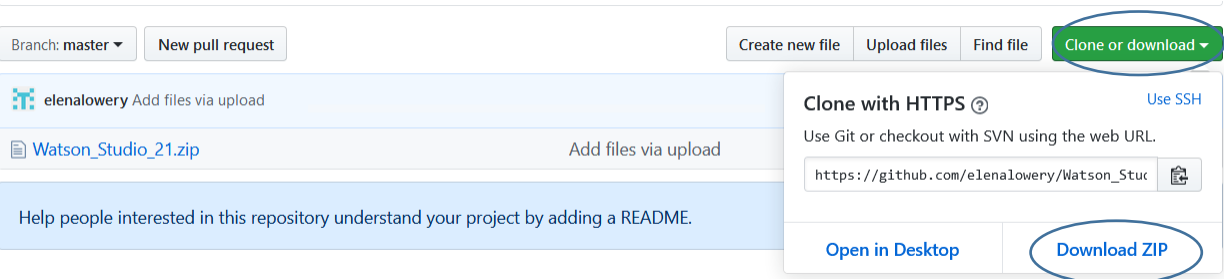 Branch: master
New pull request
Create new file
Upload files
Find file
Clone or download
elenalowery Add files via upload
Watson_Studio_21.zip
Add files via upload
Help people interested in this repository understand your project by adding a README.
Clone with HTTPS
Use SSH
Use Git or checkout with SVN using the web URL.
https://github.com/elenalowery/Watson_Stuc
Open in Desktop
Download ZIP